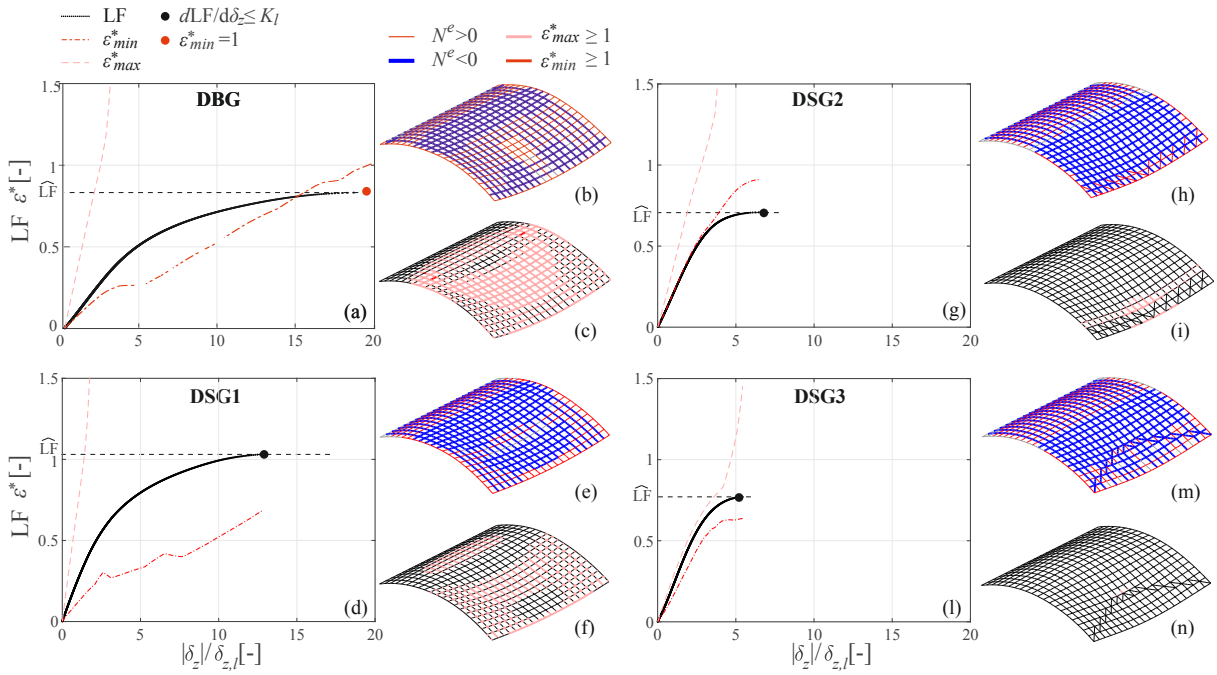 LF
ε*min
ε*max
dLF/dδz ≤ Kl
ε*min =1
Ne>0
Ne<0
ε*max ≥ 1
ε*min ≥ 1
DBG
1.5
1
L̂F
0.5
0
LF ε* [-]
0 5 10 15 20
(a)
(b)
(c)
DSG2
1.5
1
L̂F
0.5
0
0 5 10 15 20
(g)
(h)
(i)
DSG1
1.5
L̂F
1
0.5
0
LF ε* [-]
0 5 10 15 20
|δz|/δz,l[-]
(d)
(e)
(f)
DSG3
1.5
1
L̂F
0.5
0
0 5 10 15 20
|δz|/δz,l[-]
(l)
(m)
(n)